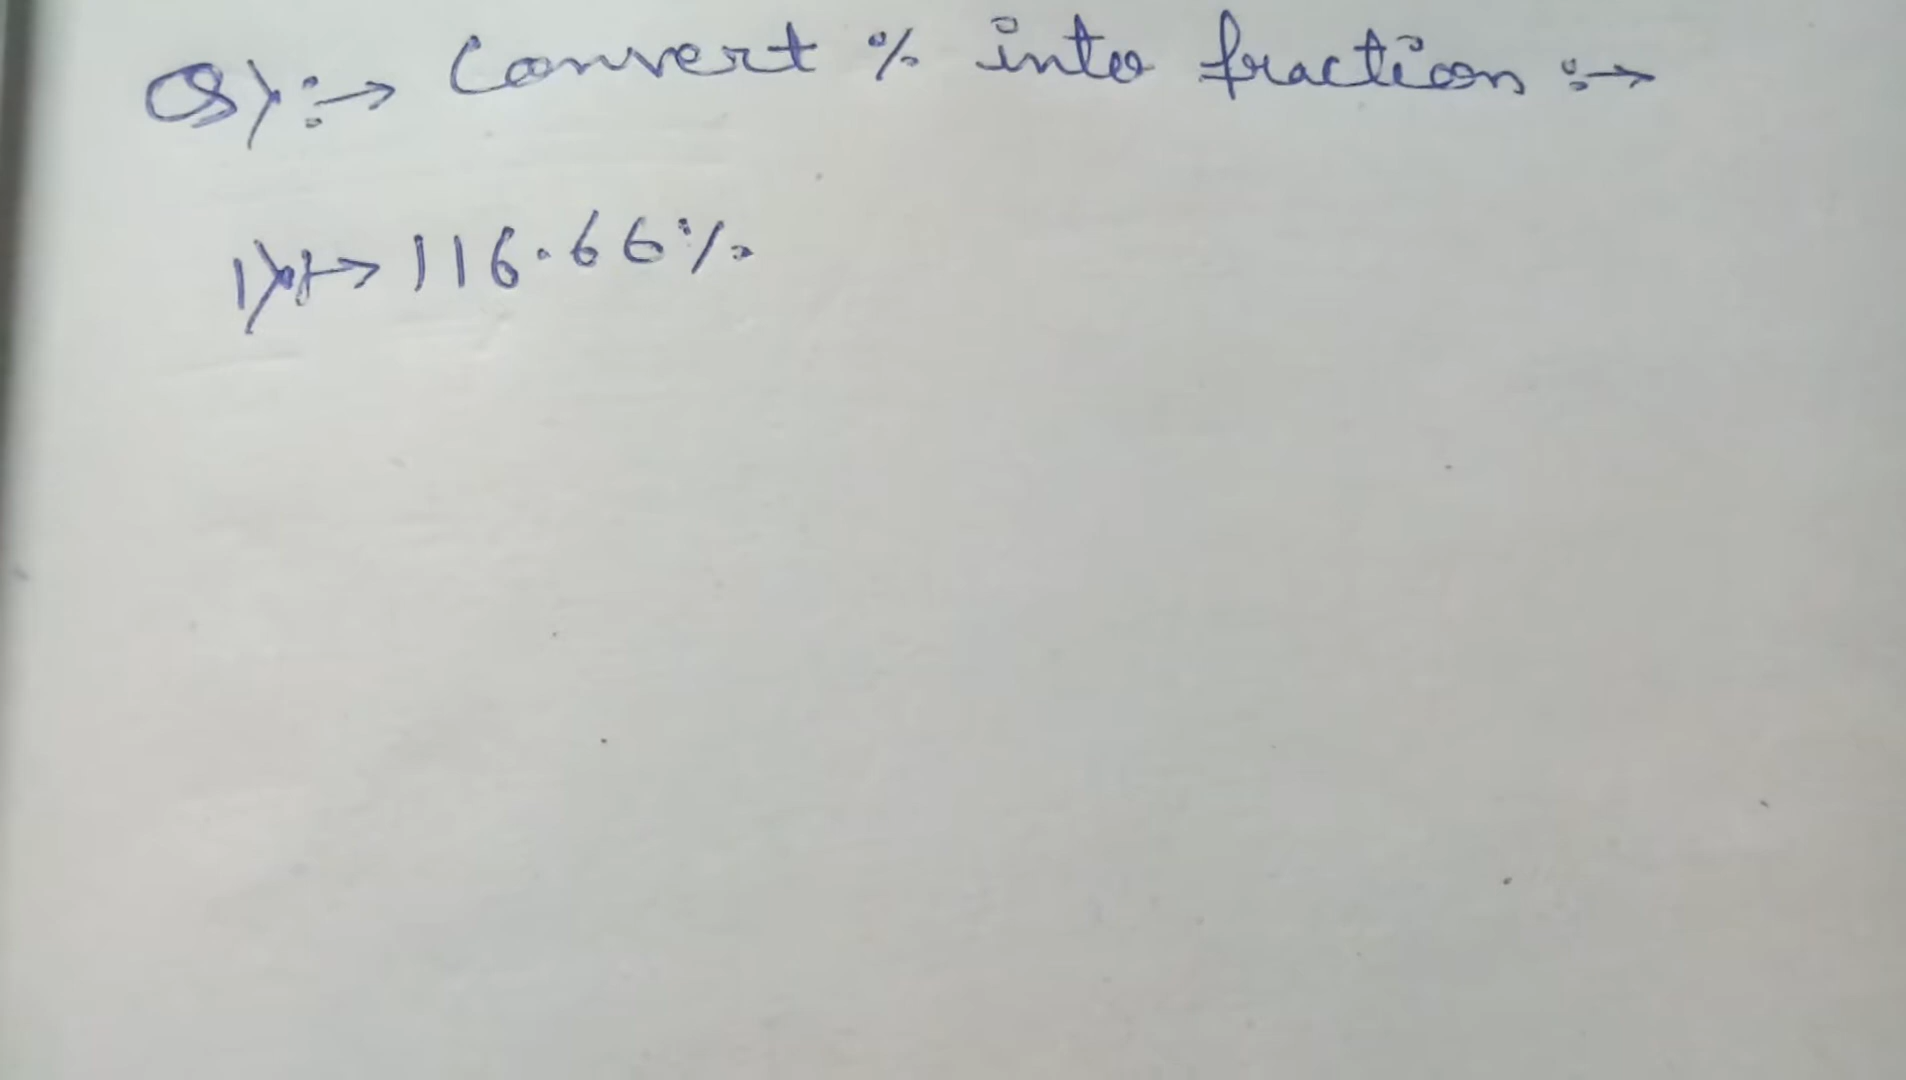 Q):→ Convert % into fraction :→
1):→ 116.66%